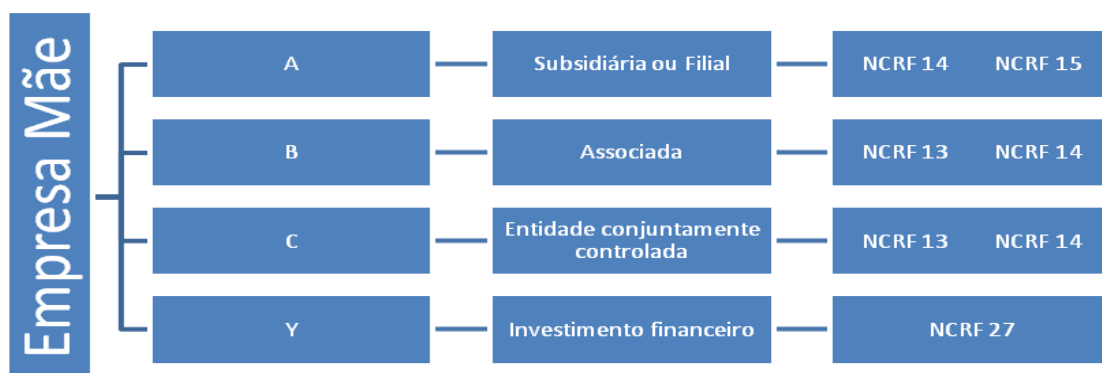 Empresa Mãe
A
Subsidiária ou Filial
NCRF 14 NCRF 15
B
Associada
NCRF 13 NCRF 14
C
Entidade conjuntamente
controlada
NCRF 13 NCRF 14
Y
Investimento financeiro
NCRF 27